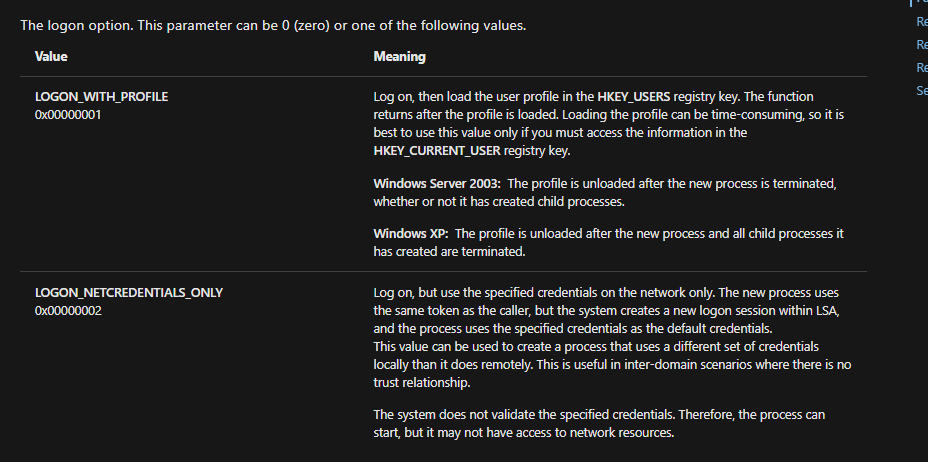 The logon option. This parameter can be 0 (zero) or one of the following values.
Value
Meaning
LOGON_WITH_PROFILE
0x00000001
Log on, then load the user profile in the HKEY_USERS registry key. The function
returns after the profile is loaded. Loading the profile can be time-consuming, so it is
best to use this value only if you must access the information in the
HKEY_CURRENT_USER registry key.
Windows Server 2003: The profile is unloaded after the new process is terminated,
whether or not it has created child processes.
Windows XP: The profile is unloaded after the new process and all child processes it
has created are terminated.
LOGON_NETCREDENTIALS_ONLY
0x00000002
Log on, but use the specified credentials on the network only. The new process uses
the same token as the caller, but the system creates a new logon session within LSA,
and the process uses the specified credentials as the default credentials.
This value can be used to create a process that uses a different set of credentials
locally than it does remotely. This is useful in inter-domain scenarios where there is no
trust relationship.
The system does not validate the specified credentials. Therefore, the process can
start, but it may not have access to network resources.
Re
Re
Re
Se